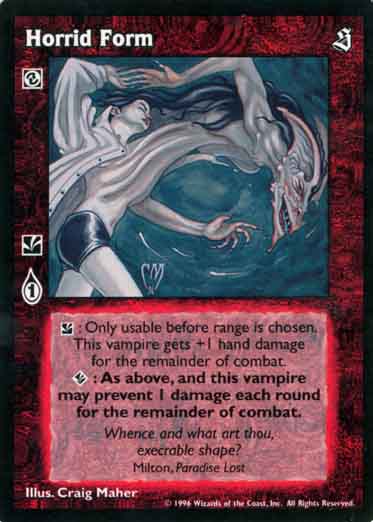 Horrid Form
CM
1
: Only usable before range is chosen.
This vampire gets +1 hand damage
for the remainder of combat.
: As above, and this vampire
may prevent 1 damage each round
for the remainder of combat.
Whence and what art thou,
execrable shape?
Milton, Paradise Lost
Illus. Craig Maher
© 1996 Wizards of the Coast, Inc. All Rights Reserved.